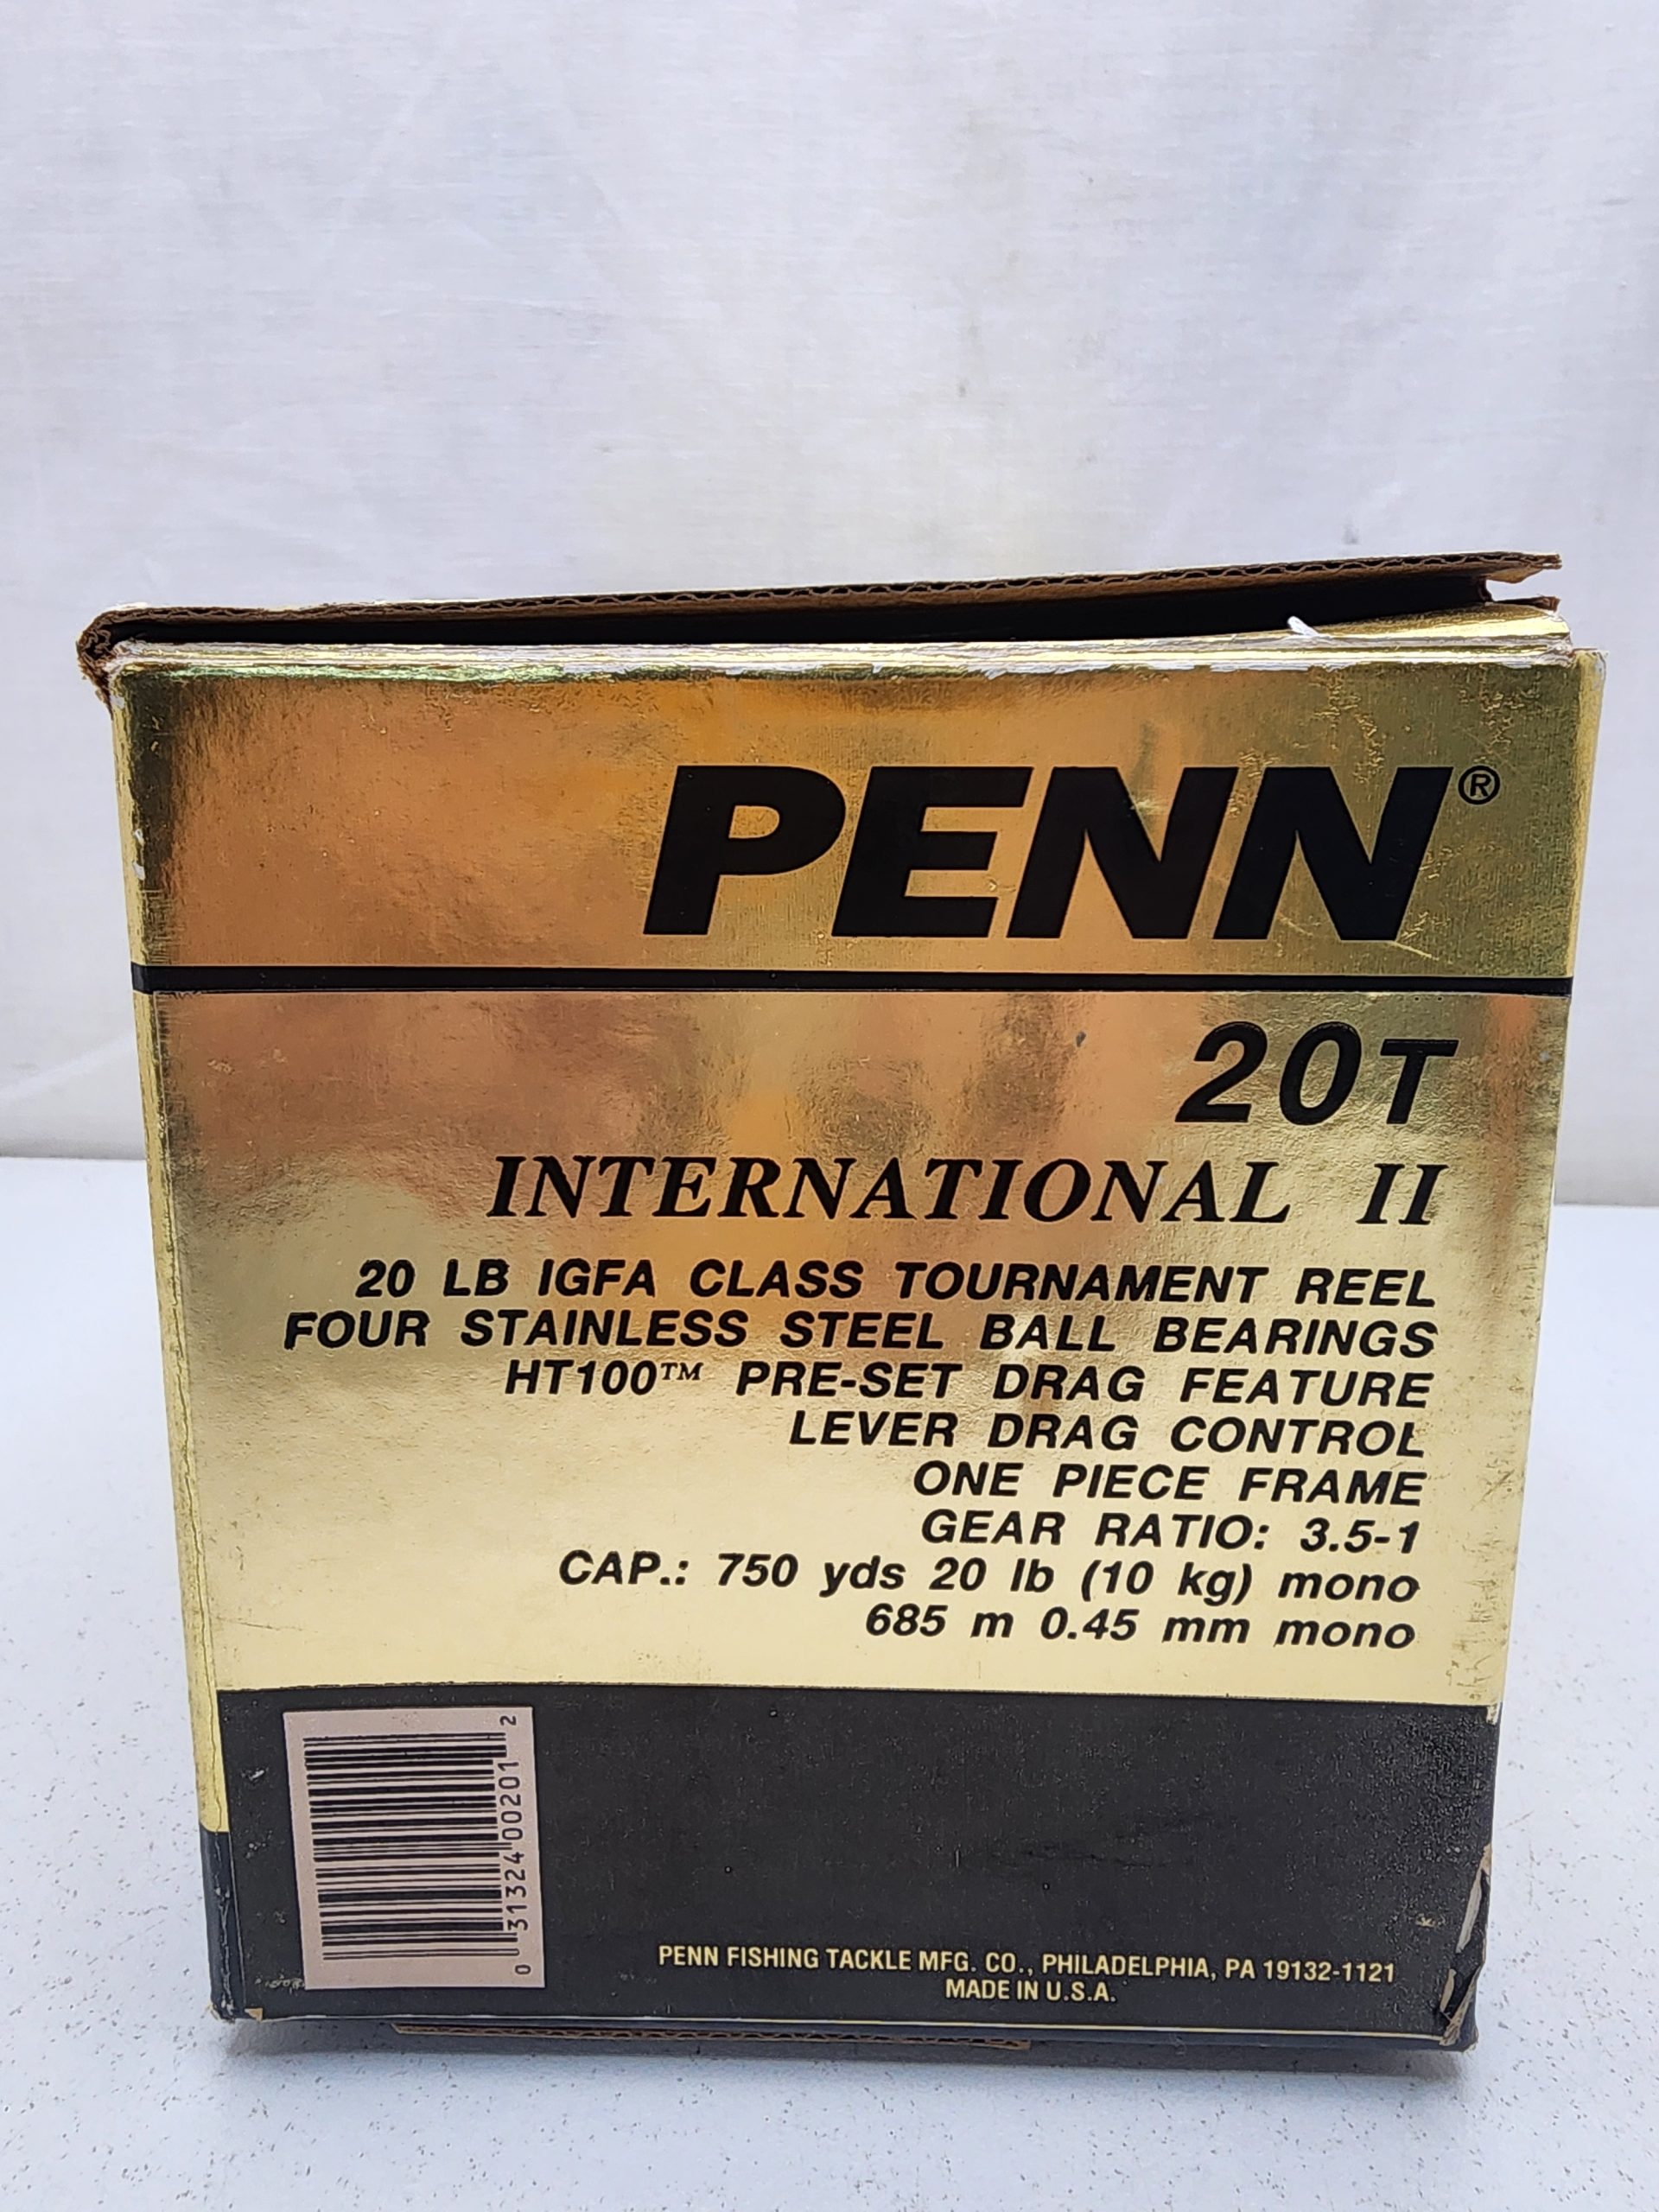 PENN®
20T
INTERNATIONAL II
20 LB IGFA CLASS TOURNAMENT REEL
FOUR STAINLESS STEEL BALL BEARINGS
HT100™ PRE-SET DRAG FEATURE
LEVER DRAG CONTROL
ONE PIECE FRAME
GEAR RATIO: 3.5-1
CAP.: 750 yds 20 lb (10 kg) mono
685 m 0.45 mm mono
0 31324 00201 2
PENN FISHING TACKLE MFG. CO., PHILADELPHIA, PA 19132-1121
MADE IN U.S.A.